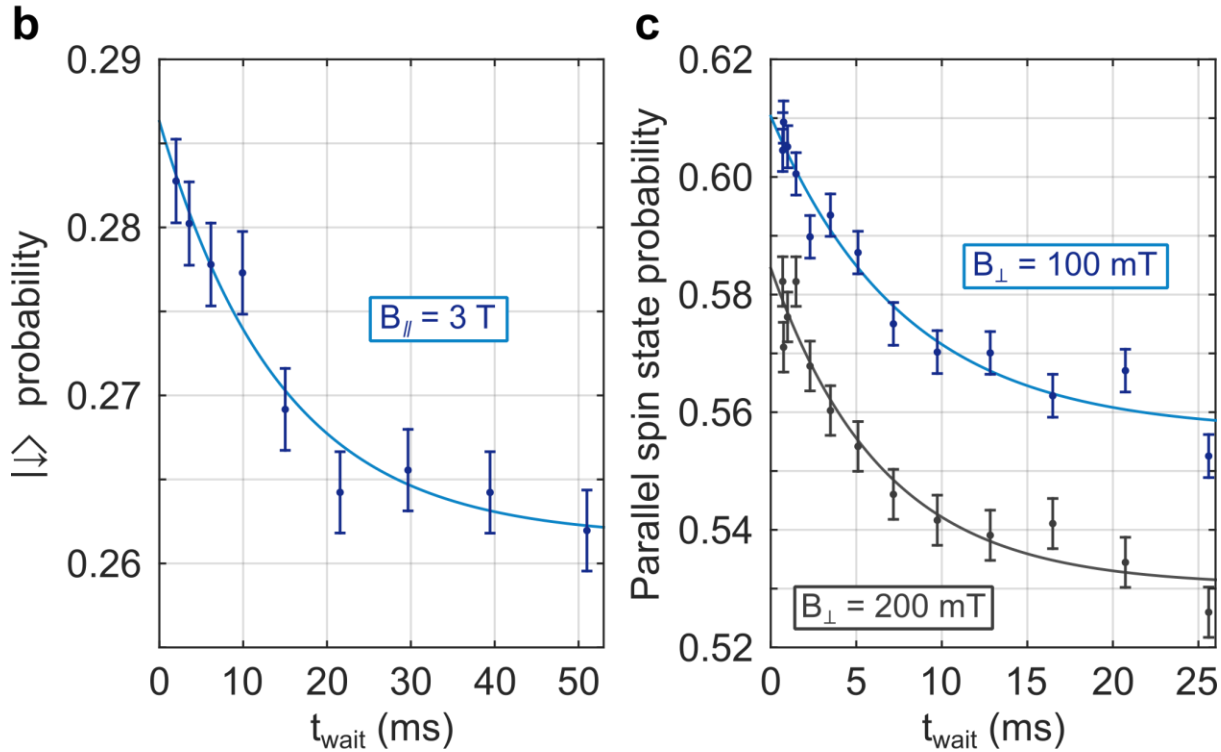 b
|↓⟩ probability
0.29
0.28
0.27
0.26
B∥ = 3 T
0 10 20 30 40 50
t_wait (ms)
c
Parallel spin state probability
0.62
0.60
0.58
0.56
0.54
0.52
B⊥ = 100 mT
B⊥ = 200 mT
0 5 10 15 20 25
t_wait (ms)